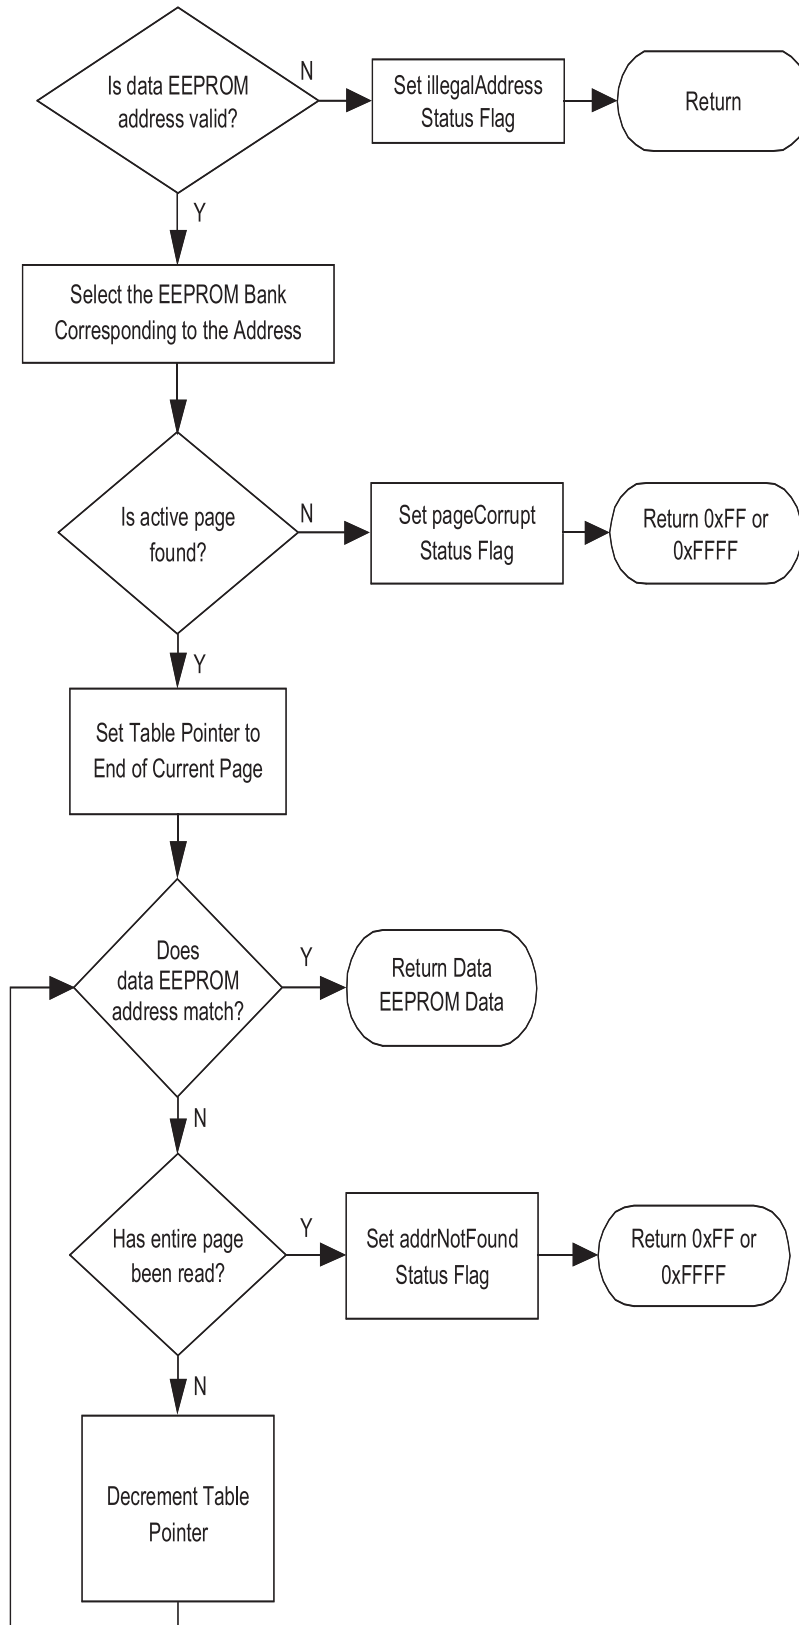 Is data EEPROM
address valid?
N
Set illegalAddress
Status Flag
Return
Y
Select the EEPROM Bank
Corresponding to the Address
Is active page
found?
N
Set pageCorrupt
Status Flag
Return 0xFF or
0xFFFF
Y
Set Table Pointer to
End of Current Page
Does
data EEPROM
address match?
Y
Return Data
EEPROM Data
N
Has entire page
been read?
Y
Set addrNotFound
Status Flag
Return 0xFF or
0xFFFF
N
Decrement Table
Pointer